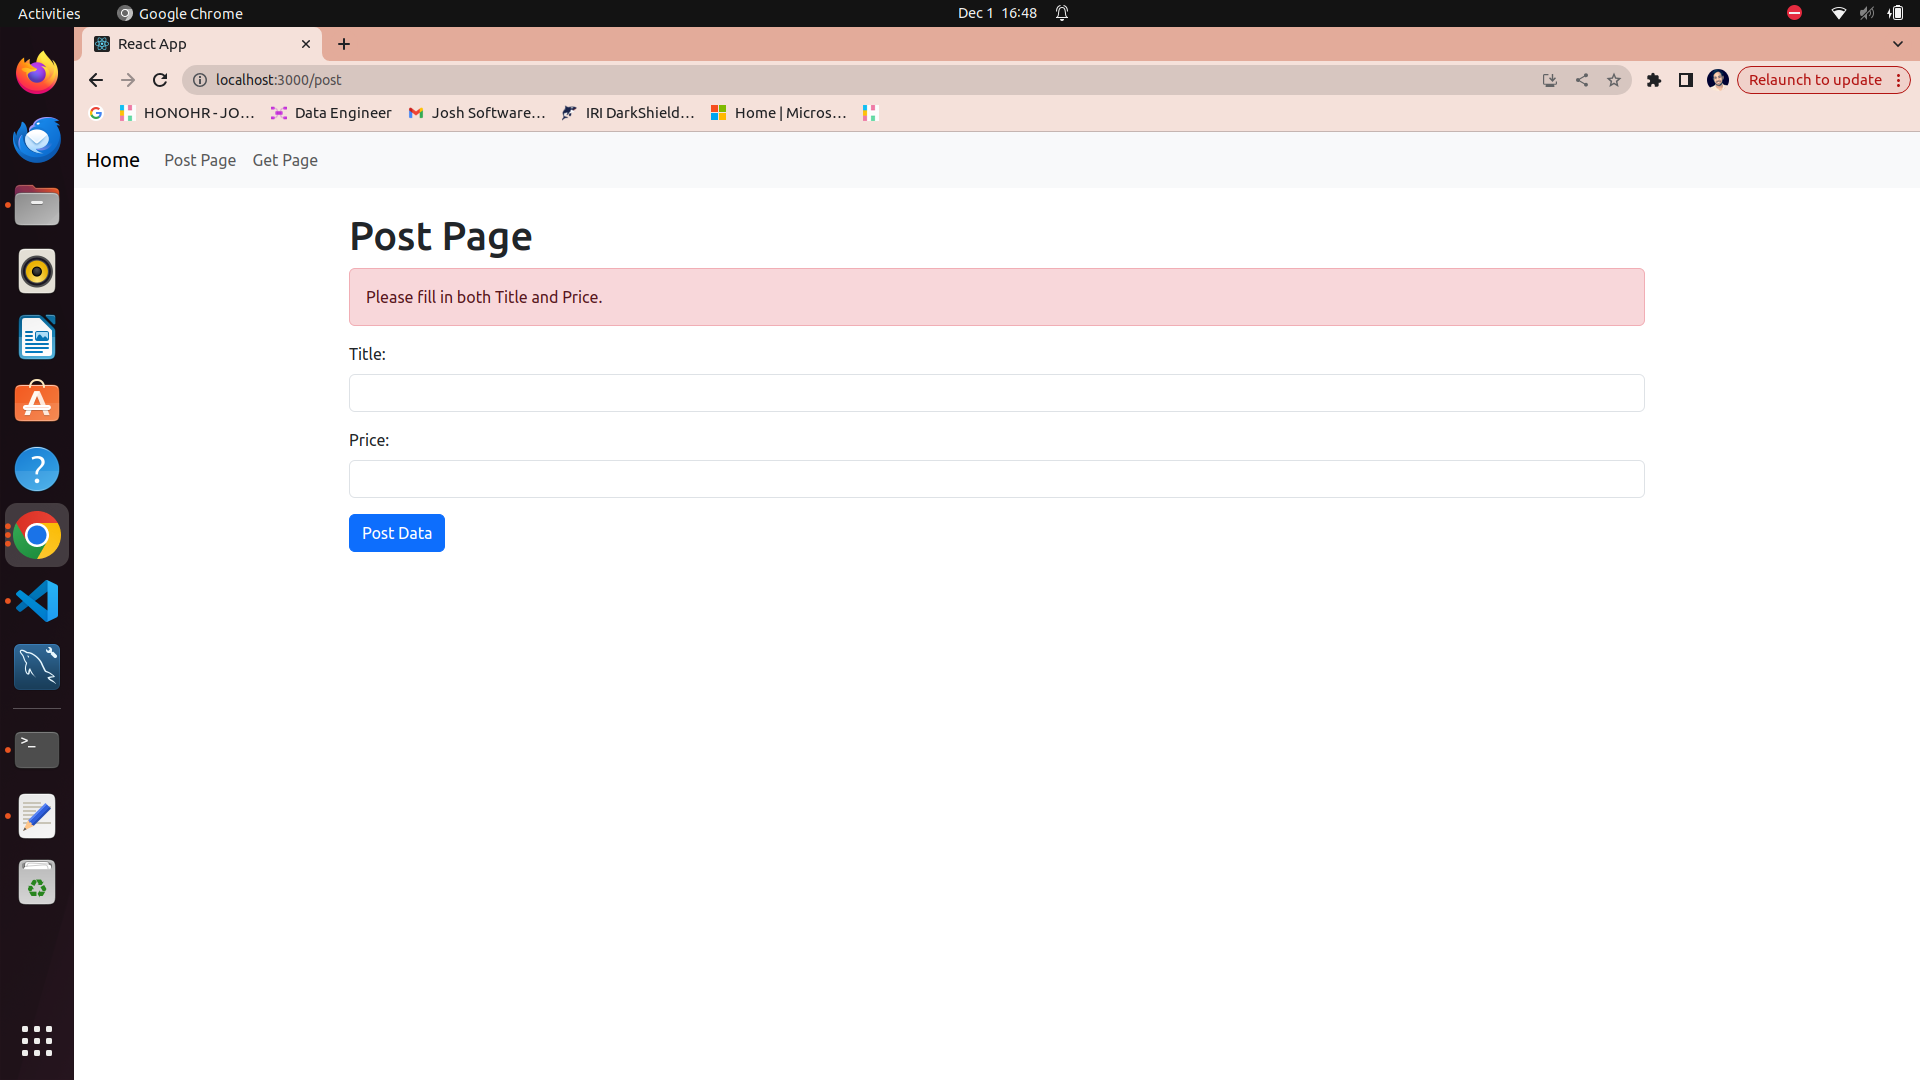 Activities
Google Chrome
Dec 1 16:48
React App
localhost:3000/post
Relaunch to update
HONOHR - JO...
Data Engineer
Josh Software...
IRI DarkShield...
Home | Micros...
Home
Post Page
Get Page
Post Page
Please fill in both Title and Price.
Title:
Price:
Post Data